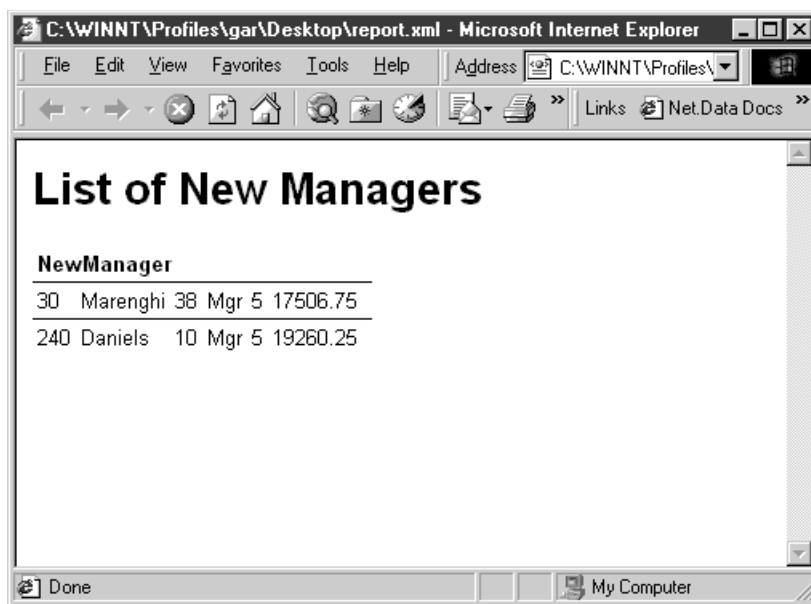 C:\WINNT\Profiles\gar\Desktop\report.xml - Microsoft Internet Explorer
File Edit View Favorites Tools Help Address C:\WINNT\Profiles\
» Links Net.Data Docs »
List of New Managers
NewManager
30 Marenghi 38 Mgr 5 17506.75
240 Daniels 10 Mgr 5 19260.25
Done My Computer